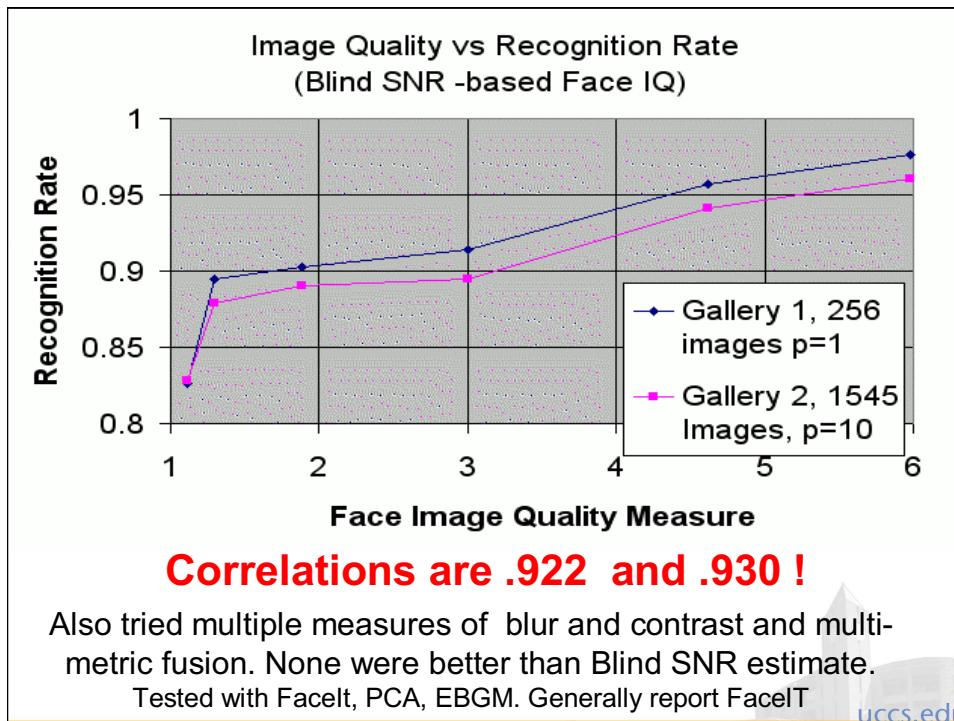 Image Quality vs Recognition Rate
(Blind SNR -based Face IQ)
1
0.95
0.9
0.85
0.8
Recognition Rate
1 2 3 4 5 6
Face Image Quality Measure
Gallery 1, 256
images p=1
Gallery 2, 1545
Images, p=10
Correlations are .922 and .930 !
Also tried multiple measures of blur and contrast and multi-
metric fusion. None were better than Blind SNR estimate.
Tested with FaceIt, PCA, EBGM. Generally report FaceIT
uccs.edu